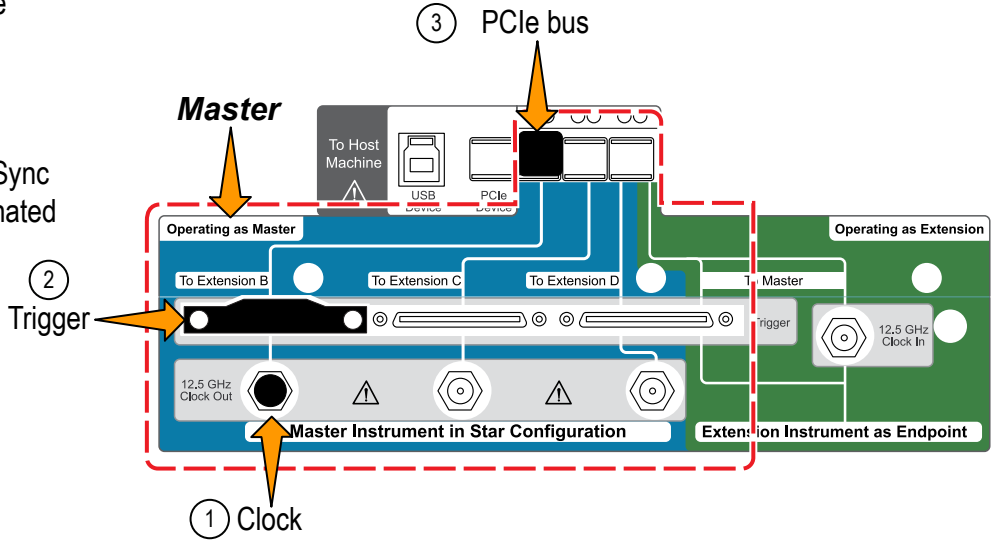 e
3 PCIe bus
Master
To Host
Machine
USB
Device
PCIe
Device
Sync
nated
Operating as Master
Operating as Extension
2
Trigger
To Extension B
To Extension C
To Extension D
To Master
Trigger
12.5 GHz
Clock In
12.5 GHz
Clock Out
Master Instrument in Star Configuration
Extension Instrument as Endpoint
1 Clock